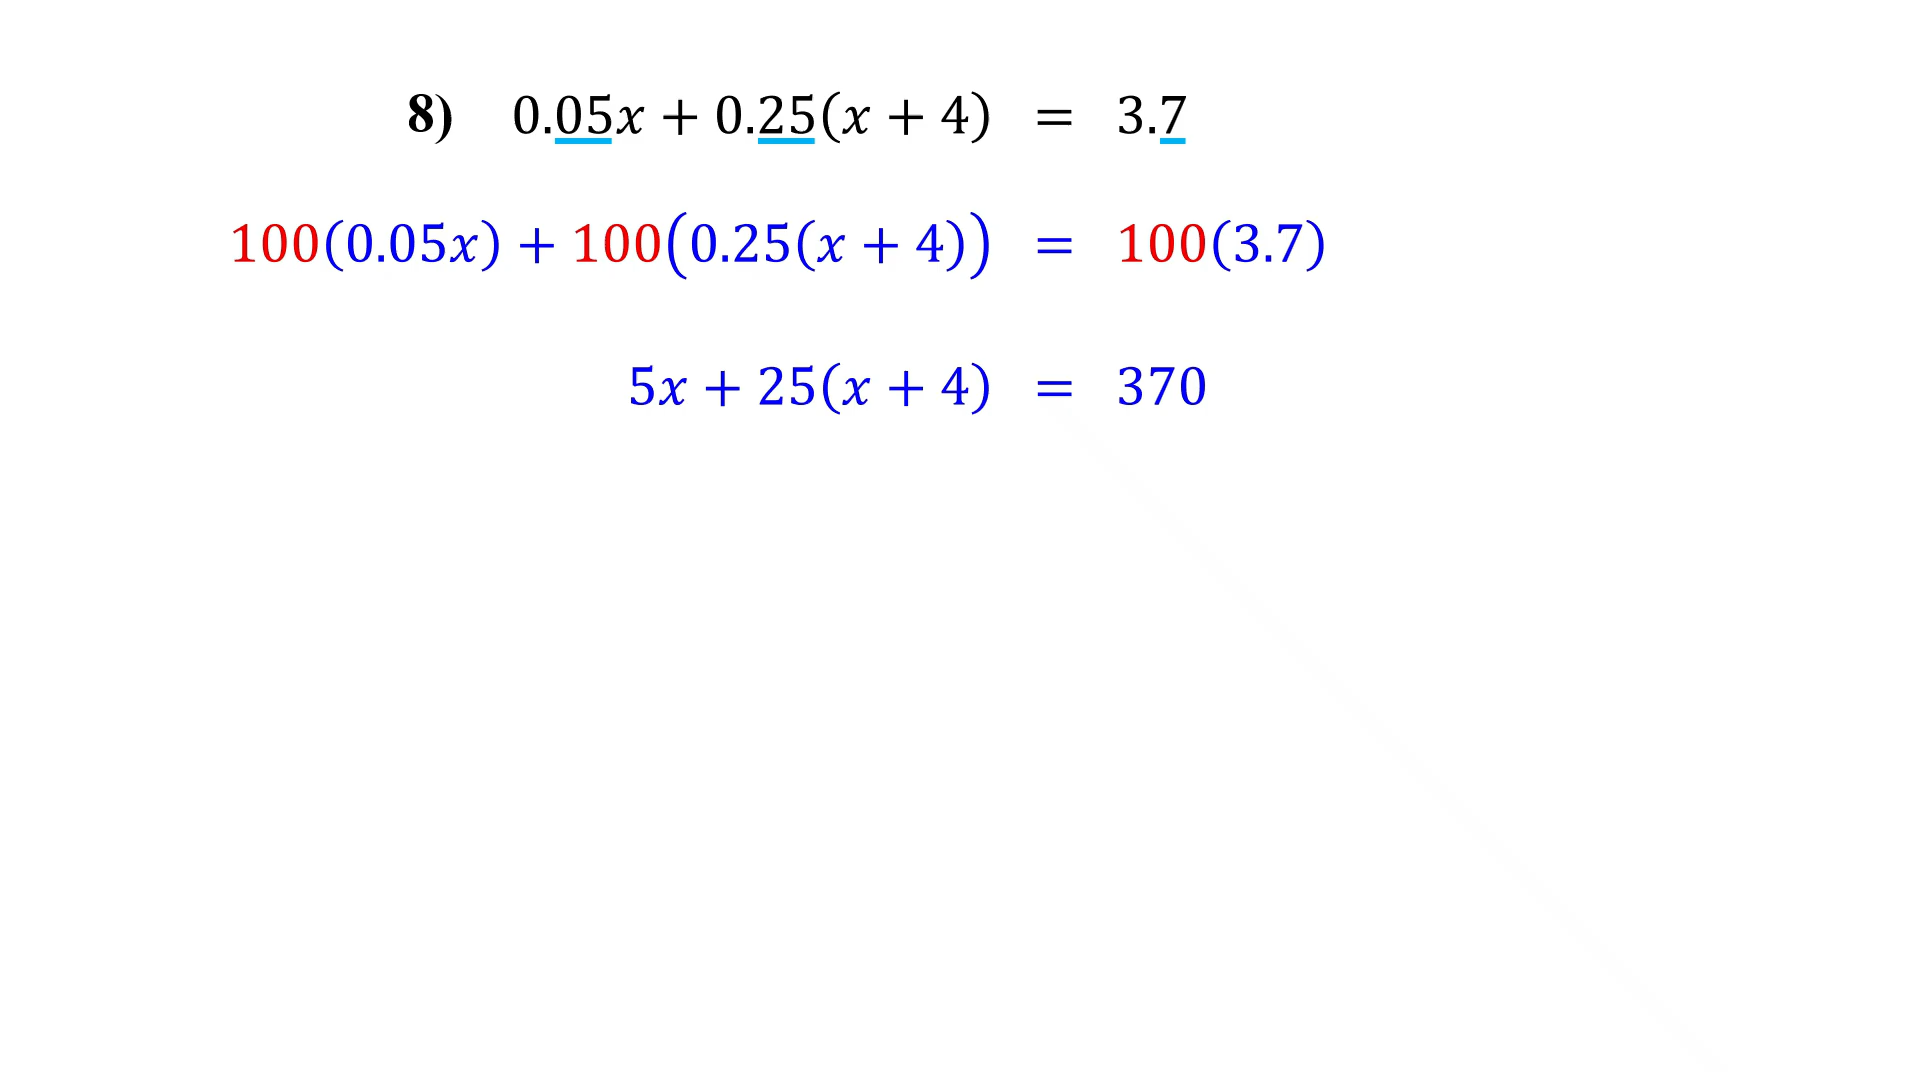 8) 0.05x + 0.25(x + 4) = 3.7
100(0.05x) + 100(0.25(x + 4)) = 100(3.7)
5x + 25(x + 4) = 370